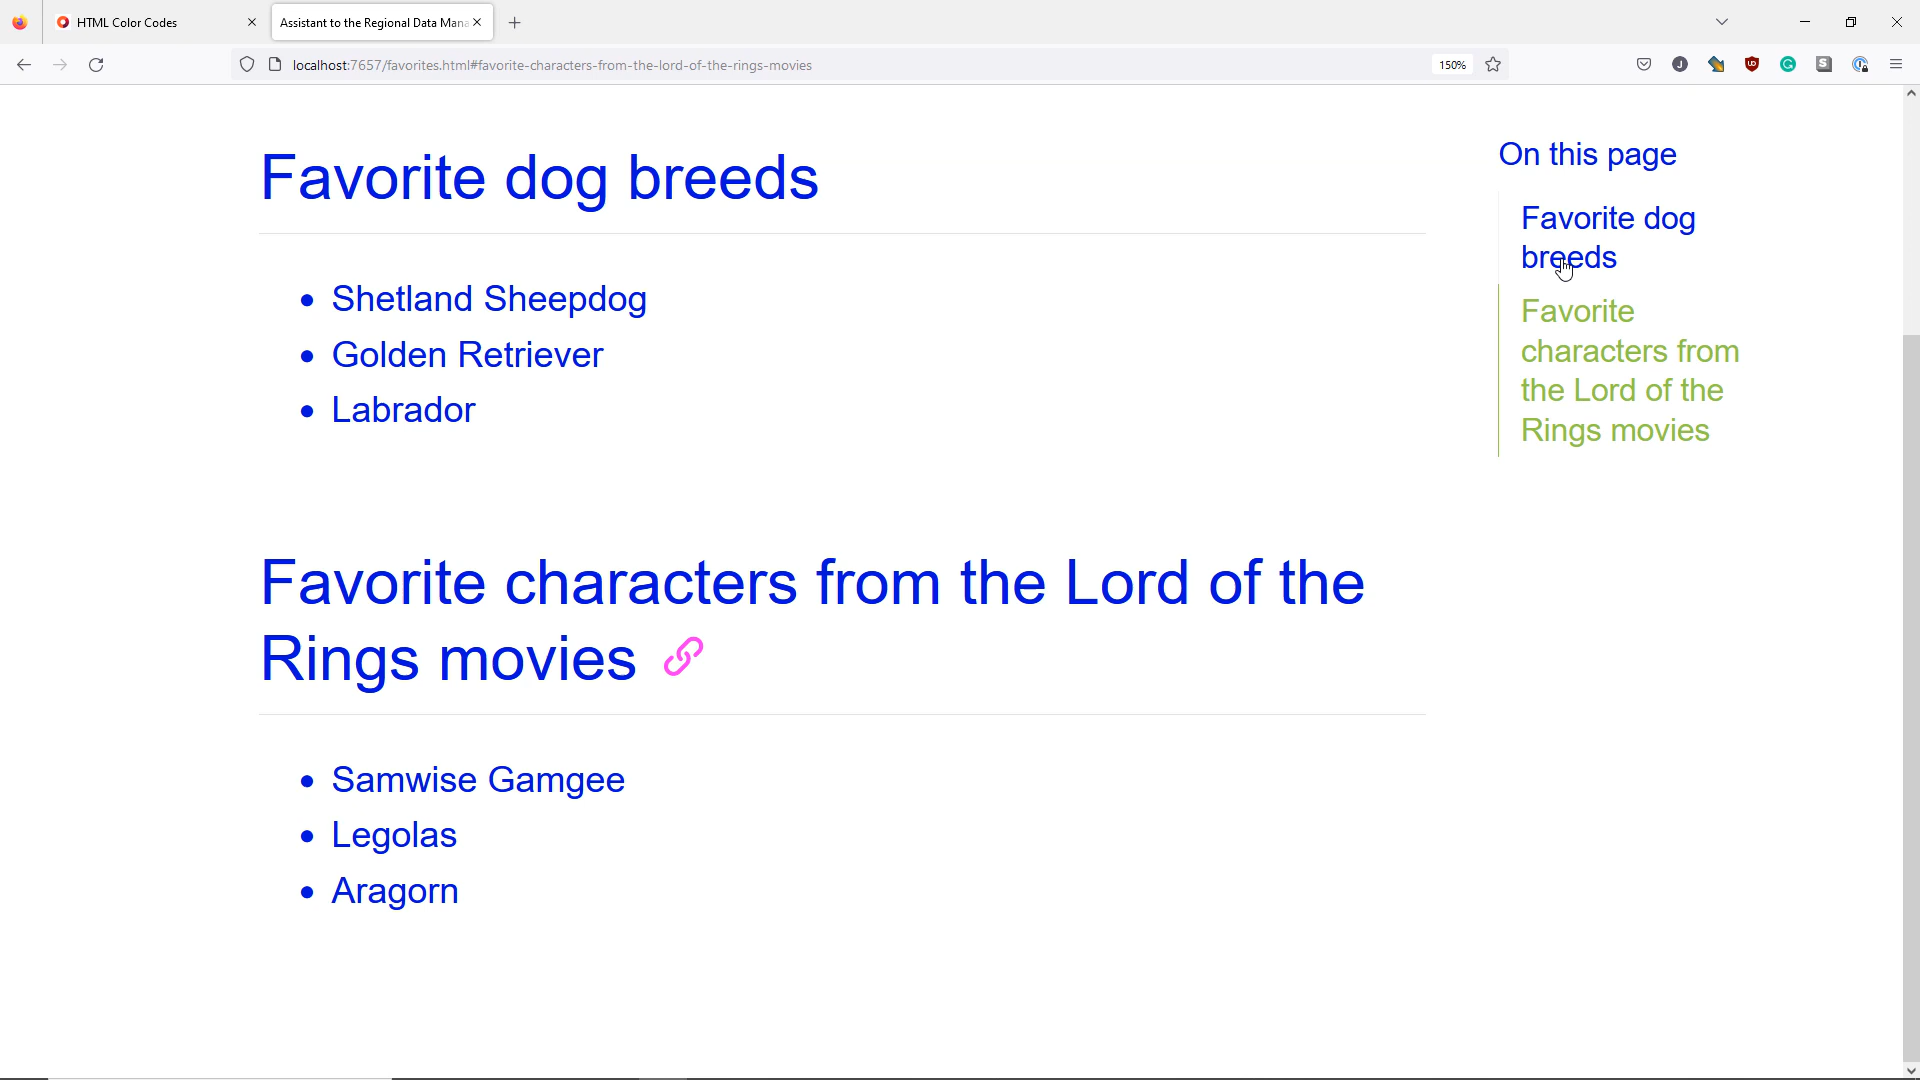 HTML Color Codes
Assistant to the Regional Data Mana
localhost:7657/favorites.html#favorite-characters-from-the-lord-of-the-rings-movies
150%
Favorite dog breeds
Shetland Sheepdog
Golden Retriever
Labrador
Favorite characters from the Lord of the
Rings movies
Samwise Gamgee
Legolas
Aragorn
On this page
Favorite dog
breeds
Favorite
characters from
the Lord of the
Rings movies